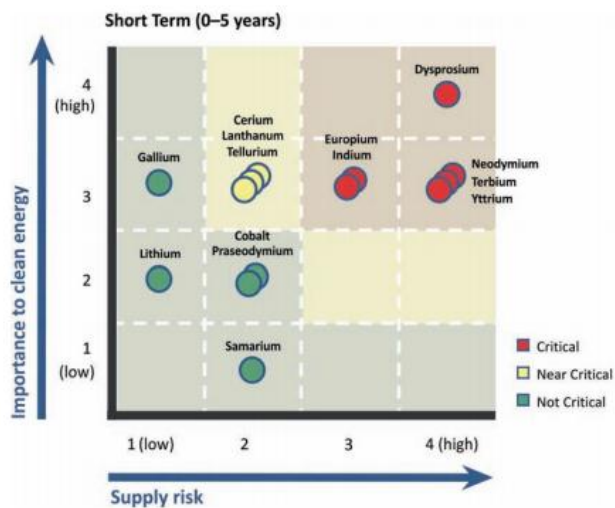 Short Term (0–5 years)
Importance to clean energy
4
(high)
3
2
1
(low)
Dysprosium
Cerium
Lanthanum
Tellurium
Europium
Indium
Gallium
Neodymium
Terbium
Yttrium
Lithium
Cobalt
Praseodymium
Samarium
Critical
Near Critical
Not Critical
1 (low)
2
3
4 (high)
Supply risk